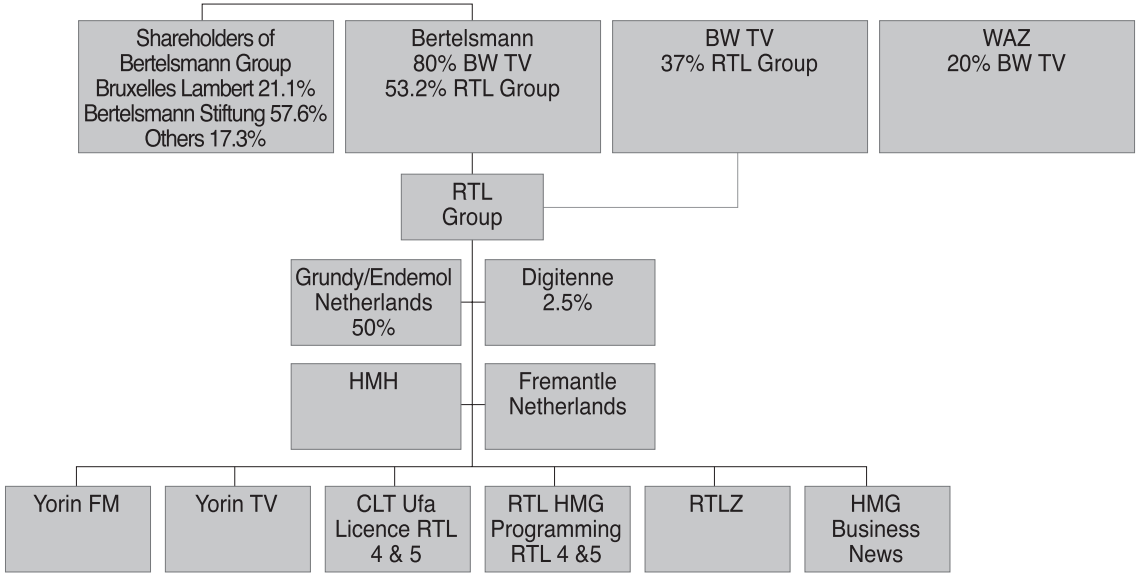 Shareholders of
Bertelsmann Group
Bruxelles Lambert 21.1%
Bertelsmann Stiftung 57.6%
Others 17.3%
Bertelsmann
80% BW TV
53.2% RTL Group
BW TV
37% RTL Group
WAZ
20% BW TV
RTL
Group
Grundy/Endemol
Netherlands
50%
Digitenne
2.5%
HMH
Fremantle
Netherlands
Yorin FM
Yorin TV
CLT Ufa
Licence RTL
4 & 5
RTL HMG
Programming
RTL 4 &5
RTLZ
HMG
Business
News